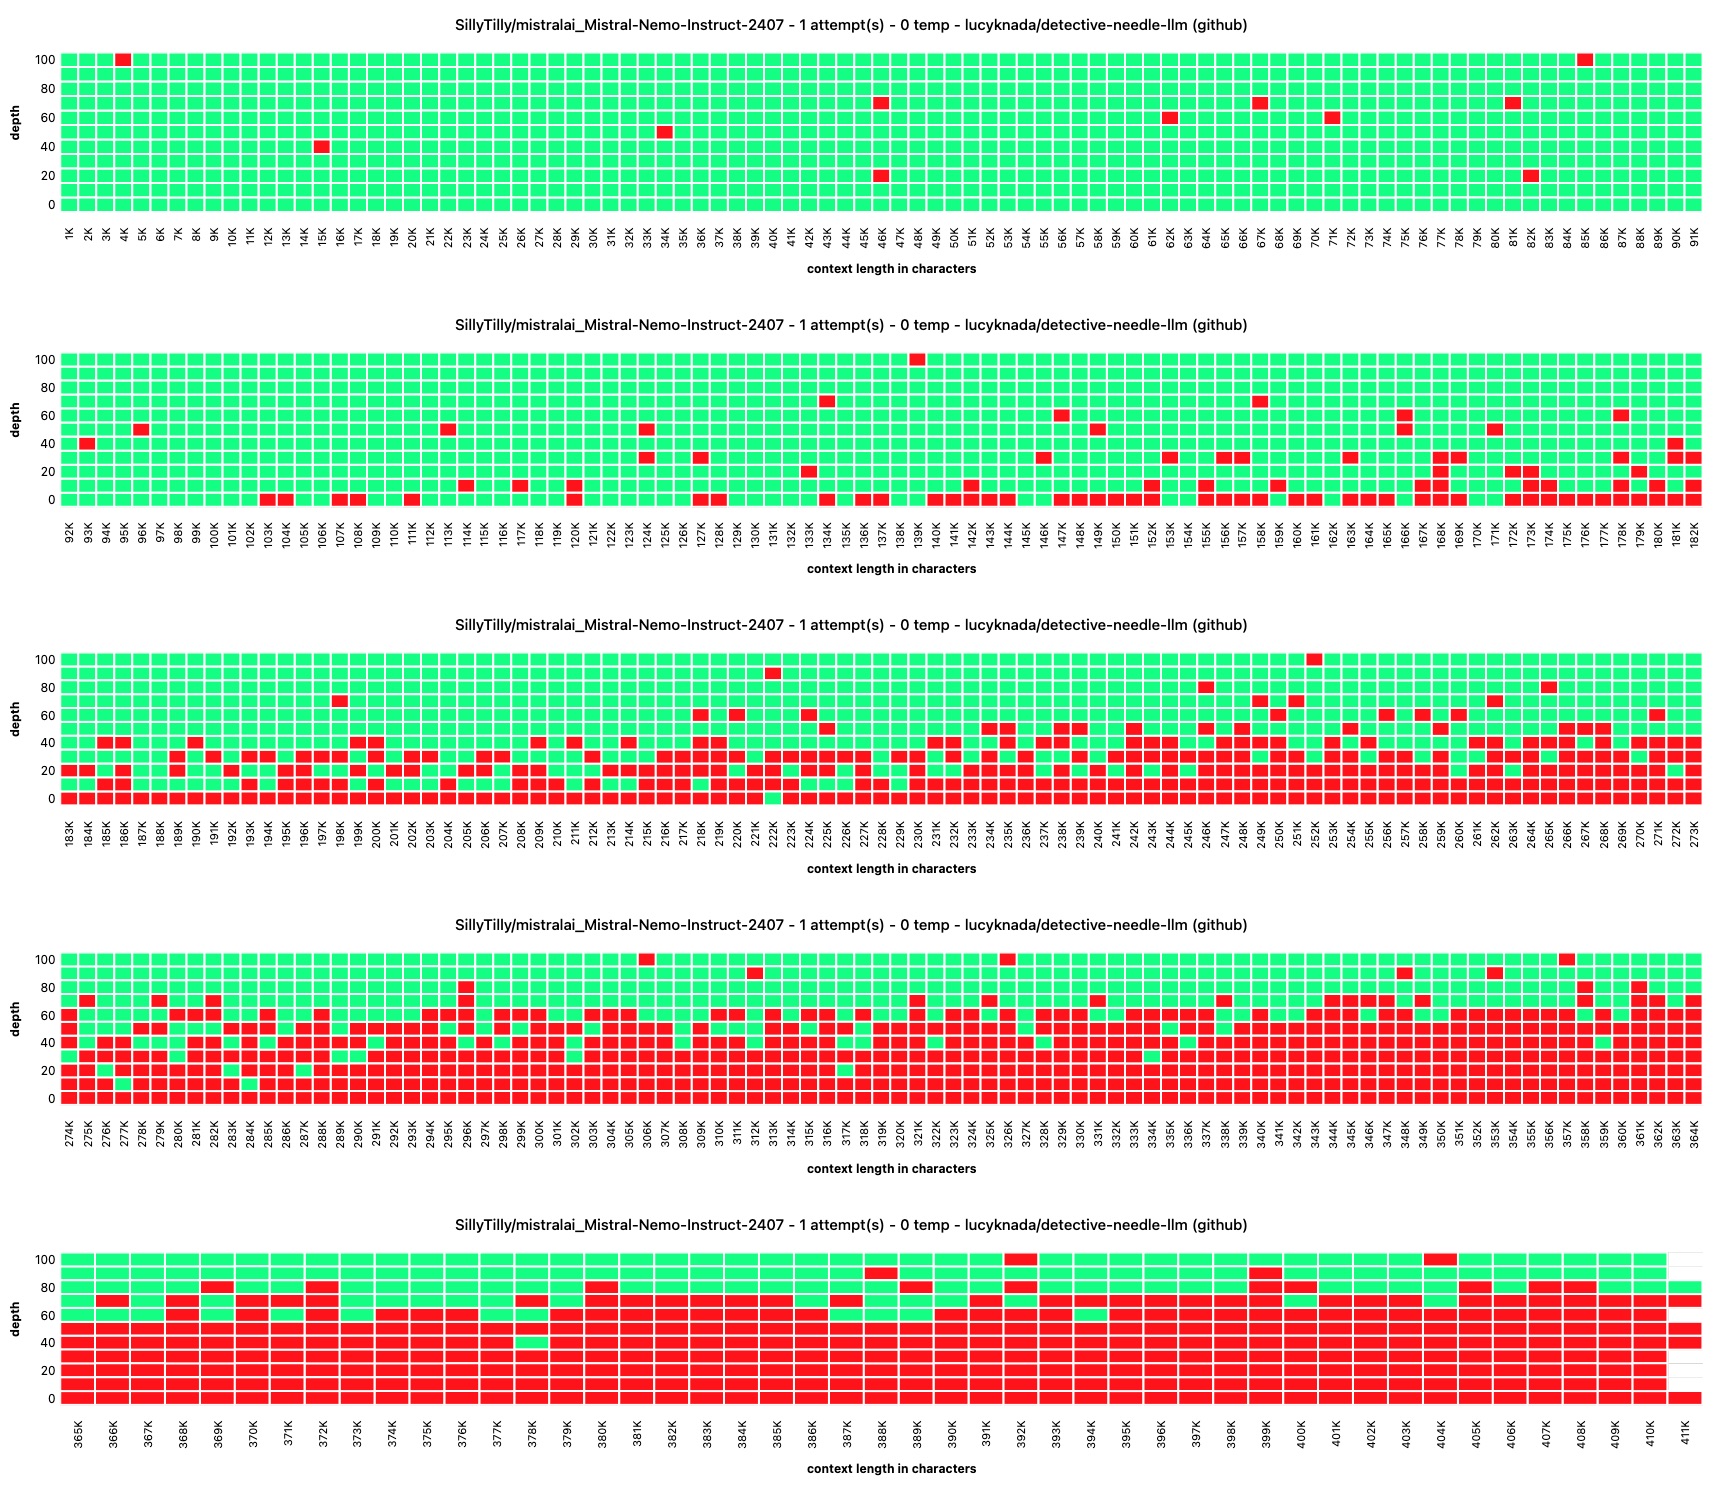 SillyTilly/mistralai_Mistral-Nemo-Instruct-2407 - 1 attempt(s) - 0 temp - lucyknada/detective-needle-llm (github)
100
80
60
40
20
0
depth
1K 2K 3K 4K 5K 6K 7K 8K 9K 10K 11K 12K 13K 14K 15K 16K 17K 18K 19K 20K 21K 22K 23K 24K 25K 26K 27K 28K 29K 30K 31K 32K 33K 34K 35K 36K 37K 38K 39K 40K 41K 42K 43K 44K 45K 46K 47K 48K 49K 50K 51K 52K 53K 54K 55K 56K 57K 58K 59K 60K 61K 62K 63K 64K 65K 66K 67K 68K 69K 70K 71K 72K 73K 74K 75K 76K 77K 78K 79K 80K 81K 82K 83K 84K 85K 86K 87K 88K 89K 90K 91K
context length in characters
SillyTilly/mistralai_Mistral-Nemo-Instruct-2407 - 1 attempt(s) - 0 temp - lucyknada/detective-needle-llm (github)
100
80
60
40
20
0
depth
92K 93K 94K 95K 96K 97K 98K 99K 100K 101K 102K 103K 104K 105K 106K 107K 108K 109K 110K 111K 112K 113K 114K 115K 116K 117K 118K 119K 120K 121K 122K 123K 124K 125K 126K 127K 128K 129K 130K 131K 132K 133K 134K 135K 136K 137K 138K 139K 140K 141K 142K 143K 144K 145K 146K 147K 148K 149K 150K 151K 152K 153K 154K 155K 156K 157K 158K 159K 160K 161K 162K 163K 164K 165K 166K 167K 168K 169K 170K 171K 172K 173K 174K 175K 176K 177K 178K 179K 180K 181K 182K
context length in characters
SillyTilly/mistralai_Mistral-Nemo-Instruct-2407 - 1 attempt(s) - 0 temp - lucyknada/detective-needle-llm (github)
100
80
60
40
20
0
depth
183K 184K 185K 186K 187K 188K 189K 190K 191K 192K 193K 194K 195K 196K 197K 198K 199K 200K 201K 202K 203K 204K 205K 206K 207K 208K 209K 210K 211K 212K 213K 214K 215K 216K 217K 218K 219K 220K 221K 222K 223K 224K 225K 226K 227K 228K 229K 230K 231K 232K 233K 234K 235K 236K 237K 238K 239K 240K 241K 242K 243K 244K 245K 246K 247K 248K 249K 250K 251K 252K 253K 254K 255K 256K 257K 258K 259K 260K 261K 262K 263K 264K 265K 266K 267K 268K 269K 270K 271K 272K 273K
context length in characters
SillyTilly/mistralai_Mistral-Nemo-Instruct-2407 - 1 attempt(s) - 0 temp - lucyknada/detective-needle-llm (github)
100
80
60
40
20
0
depth
274K 275K 276K 277K 278K 279K 280K 281K 282K 283K 284K 285K 286K 287K 288K 289K 290K 291K 292K 293K 294K 295K 296K 297K 298K 299K 300K 301K 302K 303K 304K 305K 306K 307K 308K 309K 310K 311K 312K 313K 314K 315K 316K 317K 318K 319K 320K 321K 322K 323K 324K 325K 326K 327K 328K 329K 330K 331K 332K 333K 334K 335K 336K 337K 338K 339K 340K 341K 342K 343K 344K 345K 346K 347K 348K 349K 350K 351K 352K 353K 354K 355K 356K 357K 358K 359K 360K 361K 362K 363K 364K
context length in characters
SillyTilly/mistralai_Mistral-Nemo-Instruct-2407 - 1 attempt(s) - 0 temp - lucyknada/detective-needle-llm (github)
100
80
60
40
20
0
depth
365K 366K 367K 368K 369K 370K 371K 372K 373K 374K 375K 376K 377K 378K 379K 380K 381K 382K 383K 384K 385K 386K 387K 388K 389K 390K 391K 392K 393K 394K 395K 396K 397K 398K 399K 400K 401K 402K 403K 404K 405K 406K 407K 408K 409K 410K 411K
context length in characters